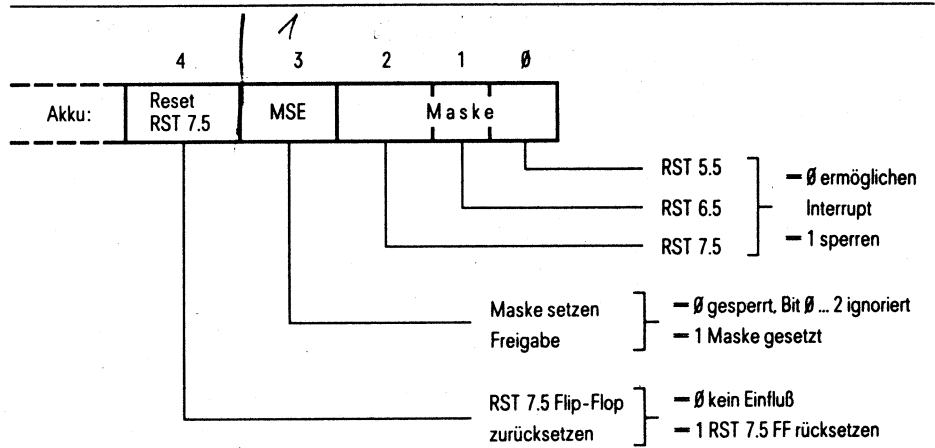 1
4 3 2 1 Ø
Akku:
Reset
RST 7.5
MSE
Maske
RST 5.5
RST 6.5
RST 7.5
– Ø ermöglichen
Interrupt
– 1 sperren
Maske setzen
Freigabe
– Ø gesperrt, Bit Ø ... 2 ignoriert
– 1 Maske gesetzt
RST 7.5 Flip-Flop
zurücksetzen
– Ø kein Einfluß
– 1 RST 7.5 FF rücksetzen